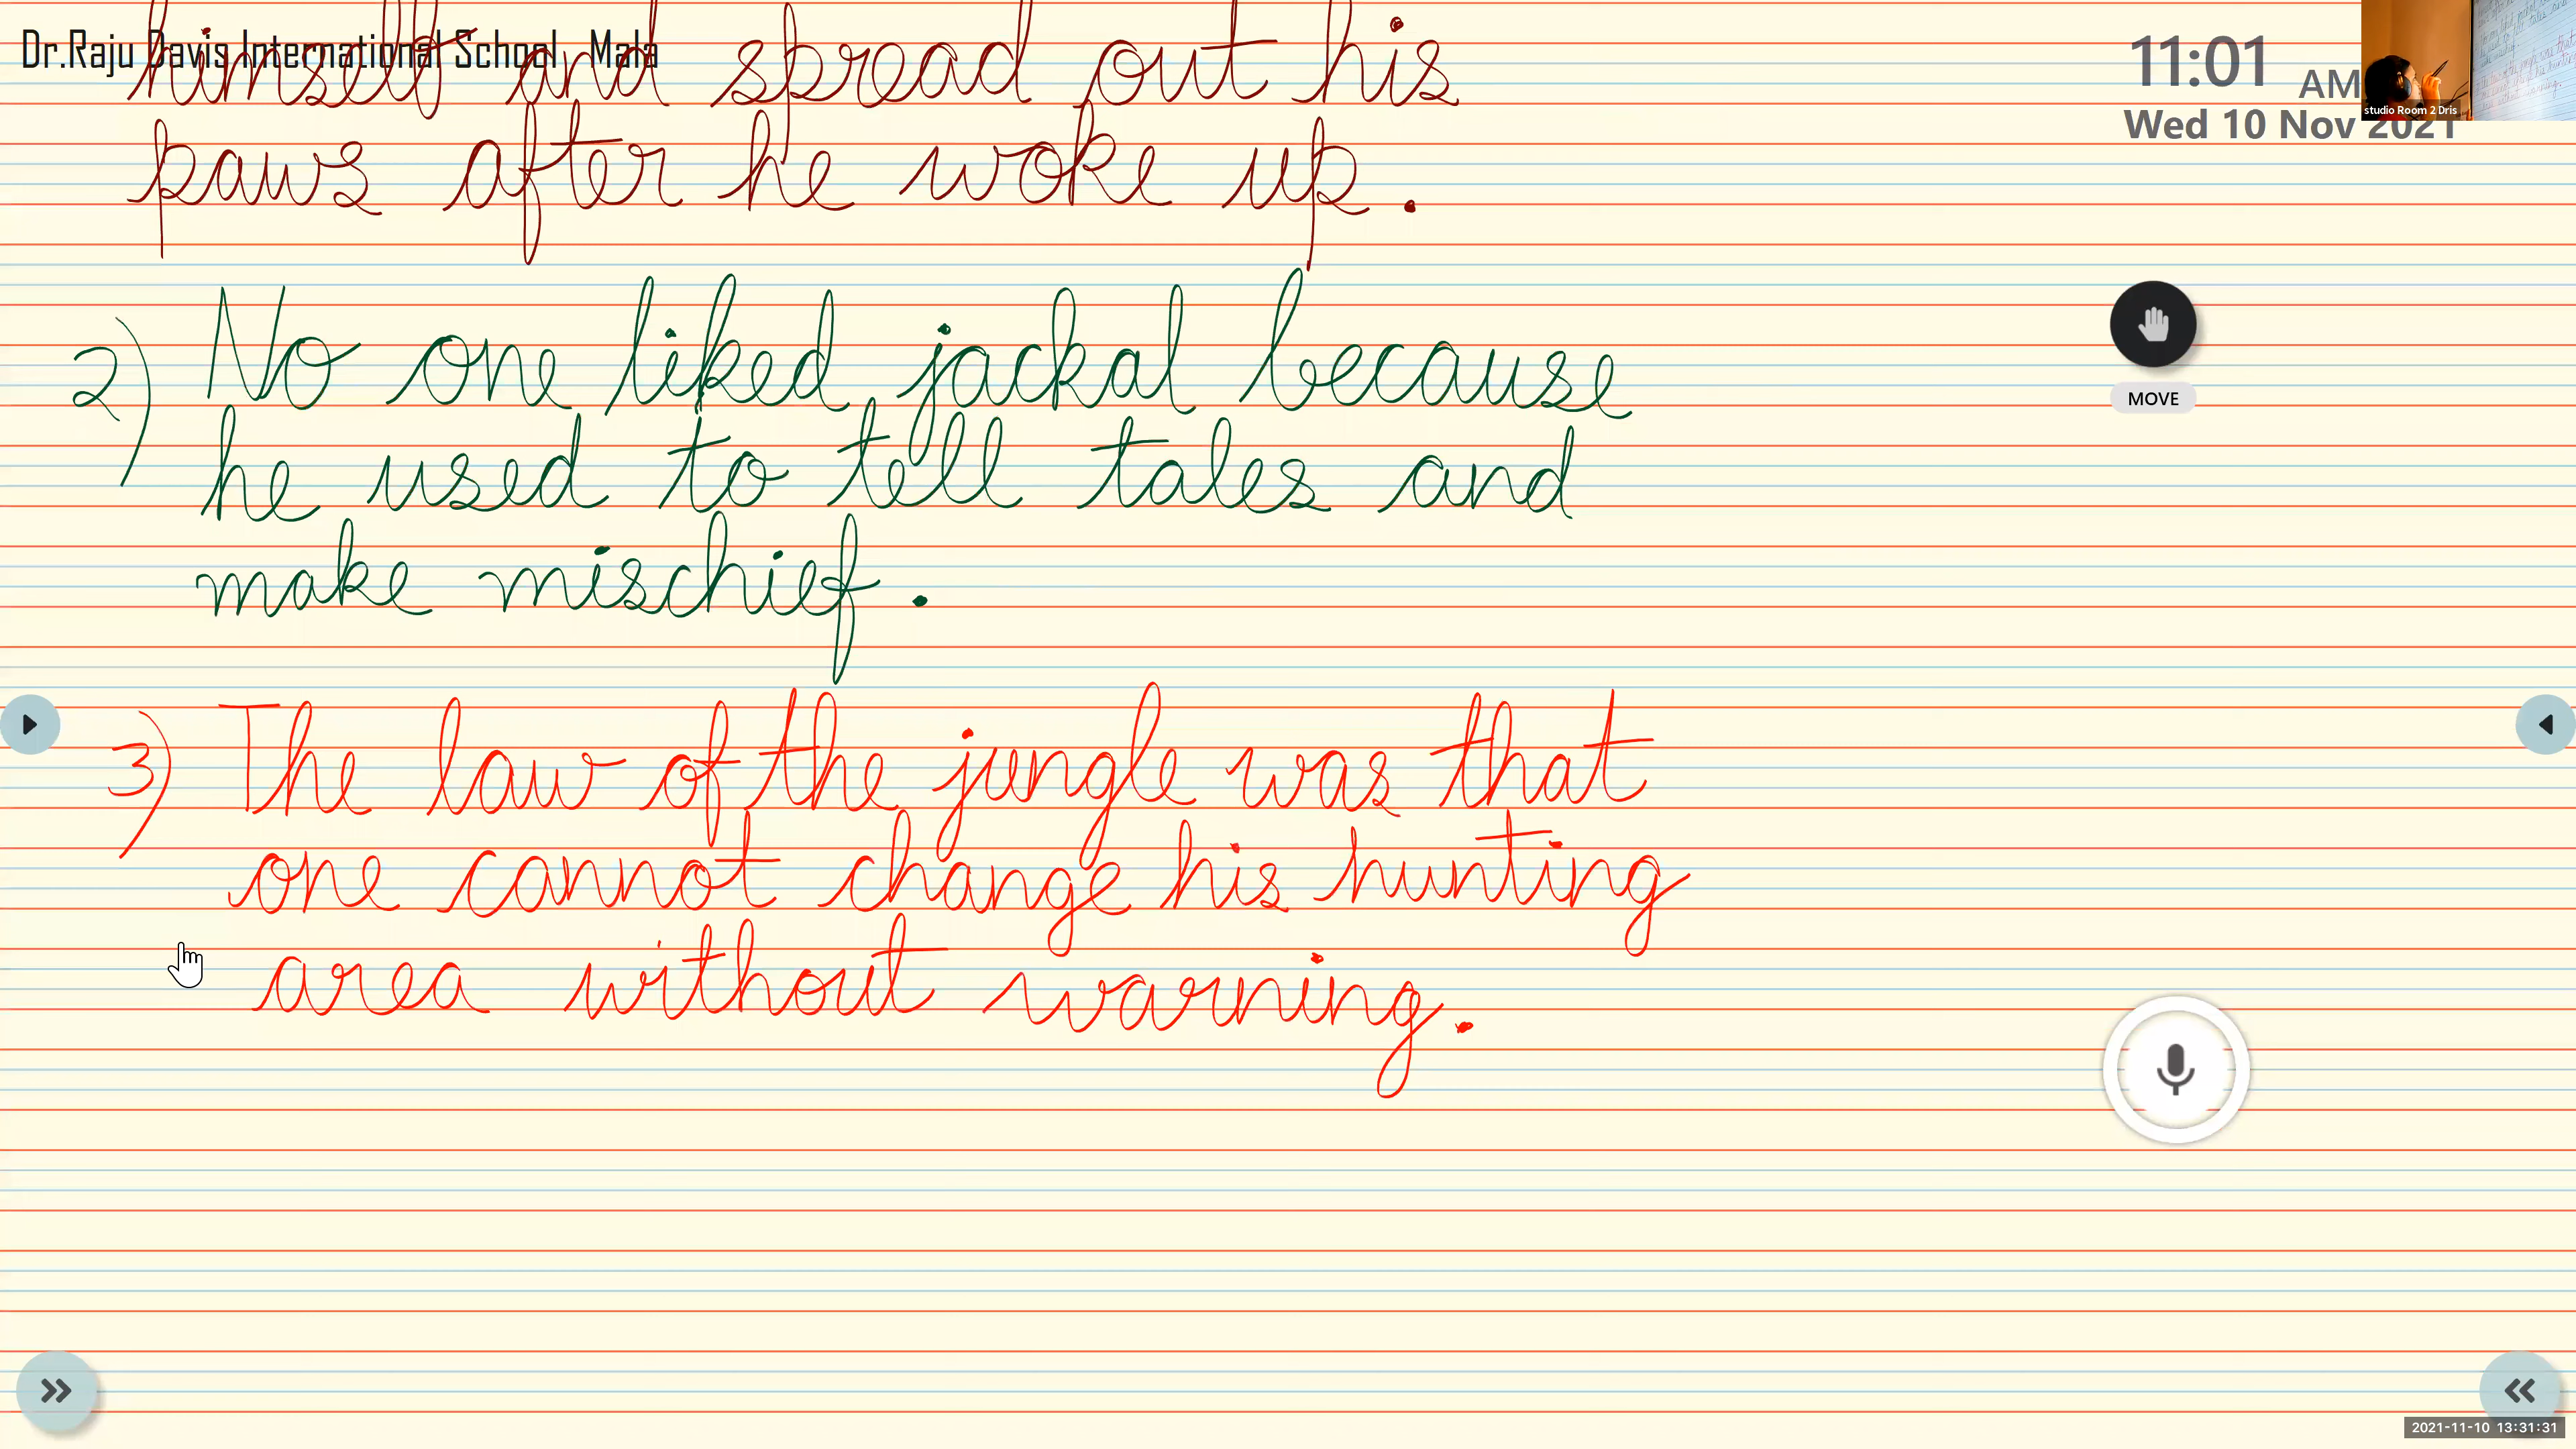 Dr.Raju Davis International School Mala
himself and spread out his
paws after he woke up.
2) No one liked jackal because
he used to tell tales and
make mischief.
3) The law of the jungle was that
one cannot change his hunting
area without warning.
11:01 AM
Wed 10 Nov 2021
studio Room 2 Dris
MOVE
2021-11-10 13:31:31